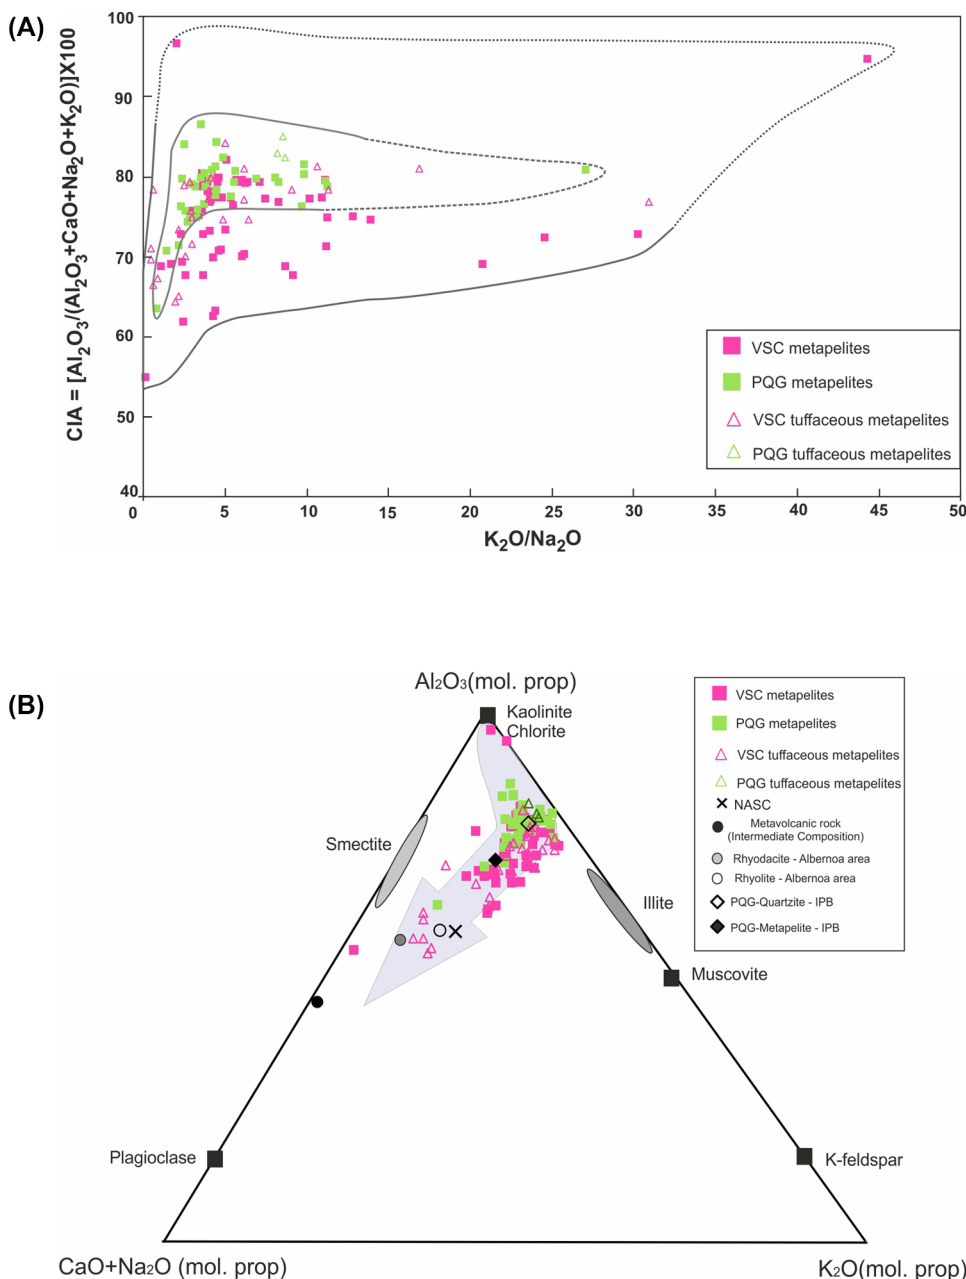 (A)
CIA = [Al₂O₃/(Al₂O₃+CaO+Na₂O+K₂O)]X100
100
90
80
70
60
50
40
0
5
10
15
20
25
30
35
40
45
50
K₂O/Na₂O
VSC metapelites
PQG metapelites
VSC tuffaceous metapelites
PQG tuffaceous metapelites
(B)
Al₂O₃(mol. prop)
Kaolinite
Chlorite
Smectite
Illite
Muscovite
Plagioclase
K-feldspar
CaO+Na₂O (mol. prop)
K₂O(mol. prop)
VSC metapelites
PQG metapelites
VSC tuffaceous metapelites
PQG tuffaceous metapelites
NASC
Metavolcanic rock
(Intermediate Composition)
Rhyodacite - Albernoa area
Rhyolite - Albernoa area
PQG-Quartzite - IPB
PQG-Metapelite - IPB